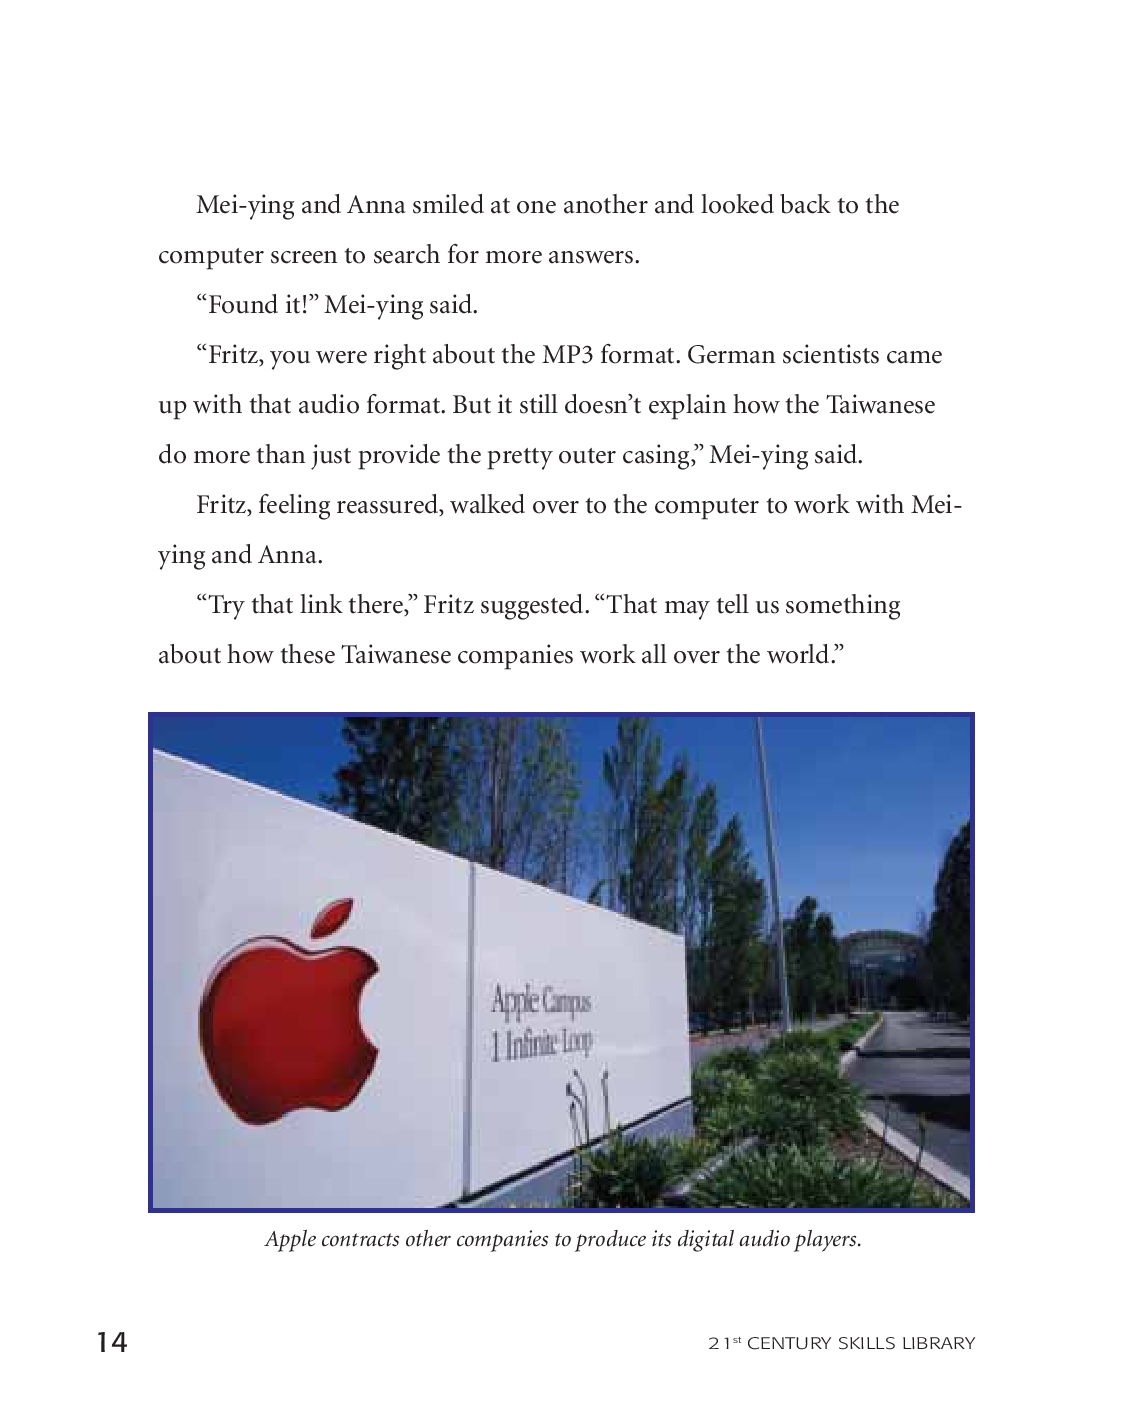 Mei-ying and Anna smiled at one another and looked back to the
computer screen to search for more answers.
“Found it!” Mei-ying said.
“Fritz, you were right about the MP3 format. German scientists came
up with that audio format. But it still doesn’t explain how the Taiwanese
do more than just provide the pretty outer casing,” Mei-ying said.
Fritz, feeling reassured, walked over to the computer to work with Mei-
ying and Anna.
“Try that link there,” Fritz suggested. “That may tell us something
about how these Taiwanese companies work all over the world.”
Apple Campus
1 Infinite Loop
Apple contracts other companies to produce its digital audio players.
14
21st CENTURY SKILLS LIBRARY